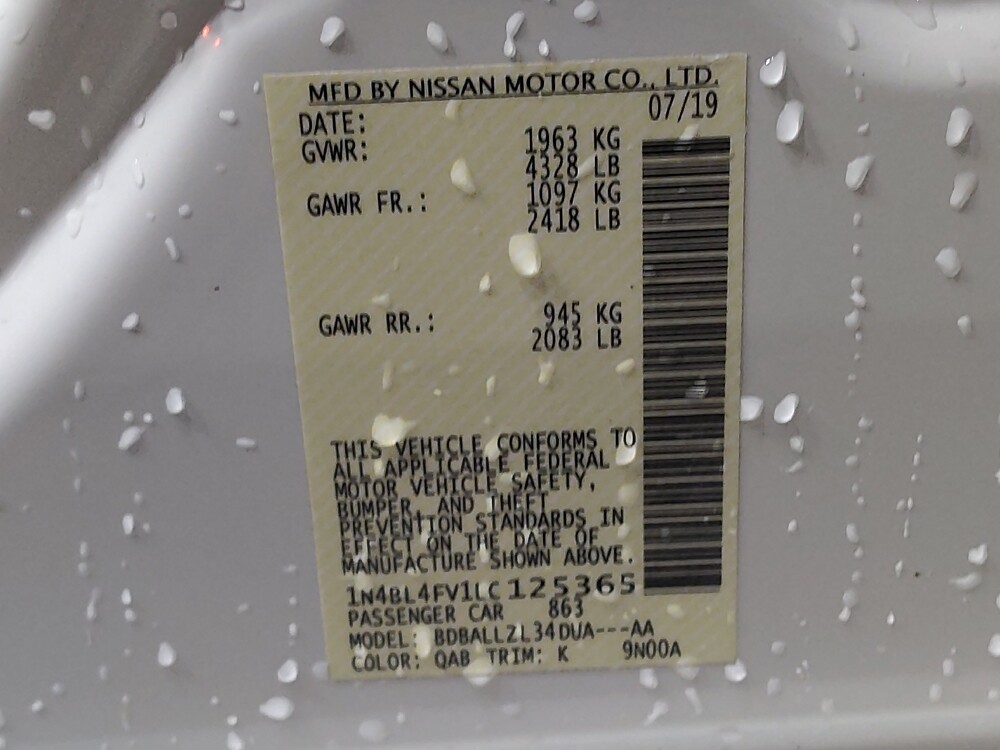 MFD BY NISSAN MOTOR CO., LTD.
DATE: 07/19
GVWR: 1963 KG
4328 LB
GAWR FR.: 1097 KG
2418 LB
GAWR RR.: 945 KG
2083 LB
THIS VEHICLE CONFORMS TO
ALL APPLICABLE FEDERAL
MOTOR VEHICLE SAFETY,
BUMPER, AND THEFT
PREVENTION STANDARDS IN
EFFECT ON THE DATE OF
MANUFACTURE SHOWN ABOVE.
1N4BL4FV1LC125365
PASSENGER CAR 863
MODEL: BDBALLZL34DUA---AA
COLOR: QAB TRIM: K 9N00A